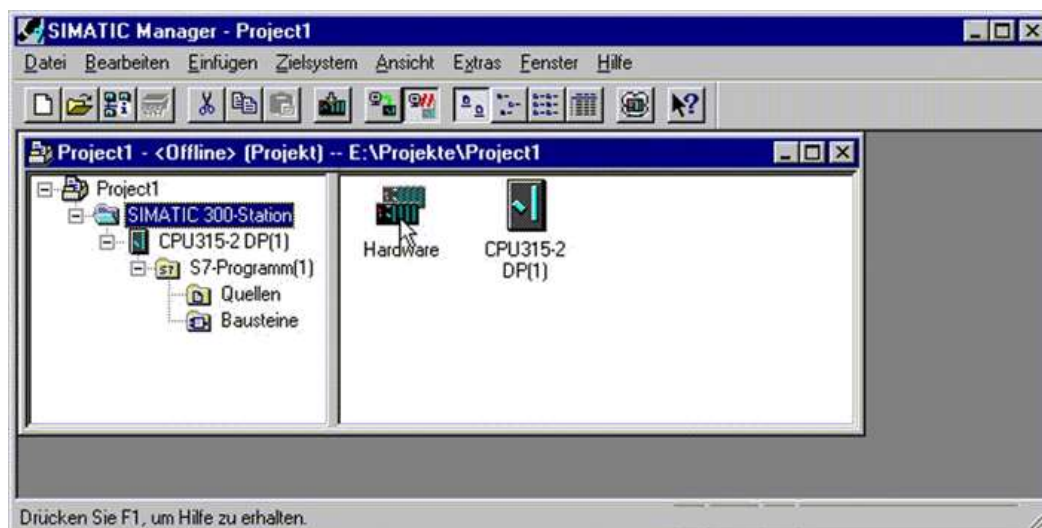 SIMATIC Manager - Project1
Datei Bearbeiten Einfügen Zielsystem Ansicht Extras Fenster Hilfe
Project1 - <Offline> (Projekt) -- E:\Projekte\Project1
Project1
SIMATIC 300-Station
CPU315-2 DP(1)
S7-Programm(1)
Quellen
Bausteine
Hardware
CPU315-2
DP(1)
Drücken Sie F1, um Hilfe zu erhalten.